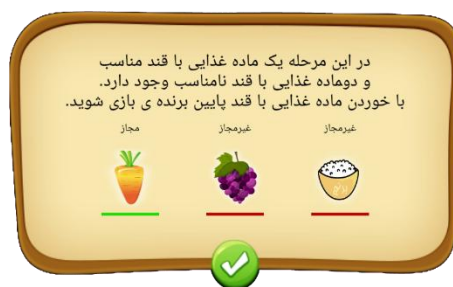 در این مرحله یک ماده غذایی با قند مناسب
و دوماده غذایی با قند نامناسب وجود دارد.
با خوردن ماده غذایی با قند پایین برنده ی بازی شوید.
غیرمجاز
غیرمجاز
مجاز
برنج